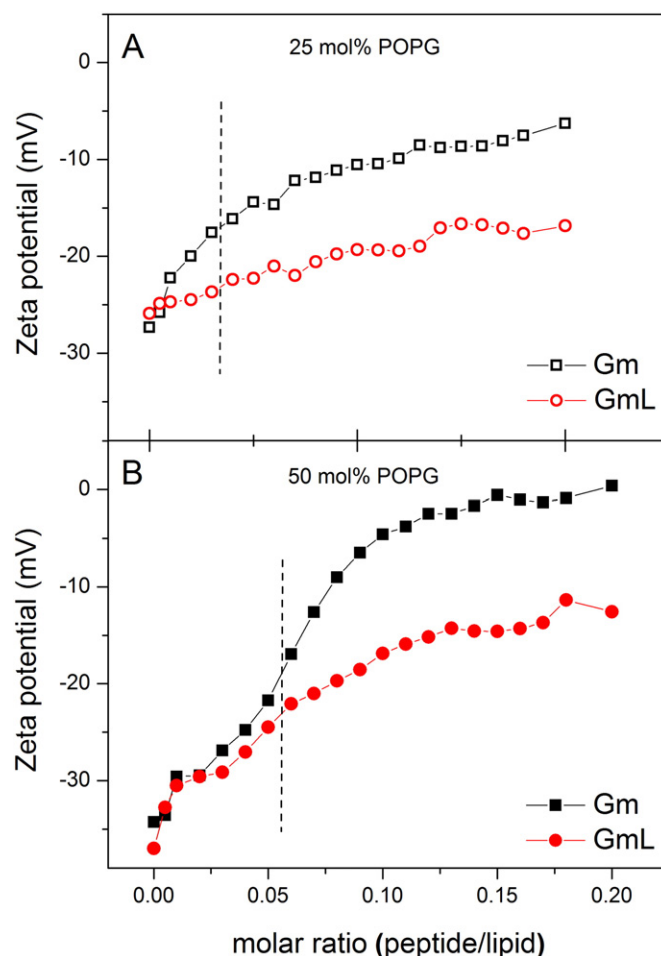 A
25 mol% POPG
0
-10
-20
-30
Zeta potential (mV)
Gm
GmL
B
50 mol% POPG
0
-10
-20
-30
Zeta potential (mV)
Gm
GmL
0.00 0.05 0.10 0.15 0.20
molar ratio (peptide/lipid)